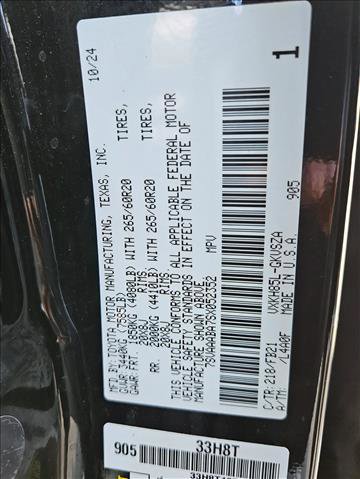 MFD BY:TOYOTA MOTOR MANUFACTURING, TEXAS, INC. 10/24
GVWR 3440KG (7585LB)
GAWR: FRT. 1850KG (4080LB) WITH 265/60R20 TIRES,
20x8J RIMS,
RR. 2000KG (4410LB) WITH 265/60R20 TIRES,
20x8J RIMS.
THIS VEHICLE CONFORMS TO ALL APPLICABLE FEDERAL MOTOR
VEHICLE SAFETY STANDARDS IN EFFECT ON THE DATE OF
MANUFACTURE SHOWN ABOVE.
MPV
1
905
C/TR:218/FB21 VXKH85L-GKVSZA
A/TM: /L4A0F MADE IN U.S.A.
905 33H8T